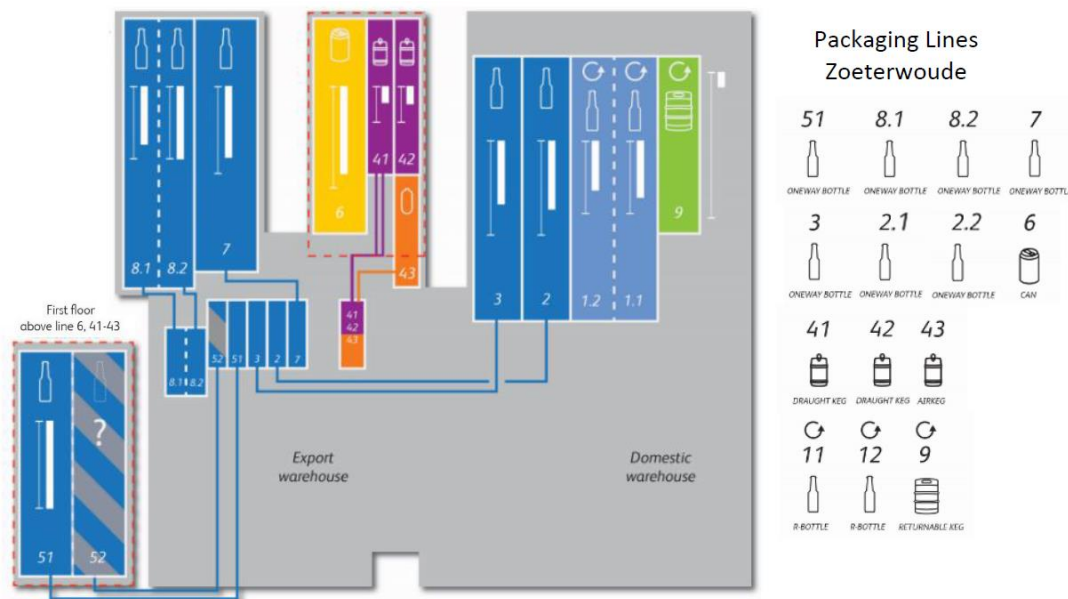 Packaging Lines
Zoeterwoude
51 8.1 8.2 7
ONEWAY BOTTLE ONEWAY BOTTLE ONEWAY BOTTLE ONEWAY BOTTL
3 2.1 2.2 6
ONEWAY BOTTLE ONEWAY BOTTLE ONEWAY BOTTLE CAN
41 42 43
DRAUGHT KEG DRAUGHT KEG AIRKEG
11 12 9
R-BOTTLE R-BOTTLE RETURNABLE KEG
8.1 8.2 7
6 41 42
43
3 2 1.2 1.1 9
41
42
43
52 51 3 2 7
8.1 8.2
First floor
above line 6, 41-43
?
51 52
Export
warehouse
Domestic
warehouse